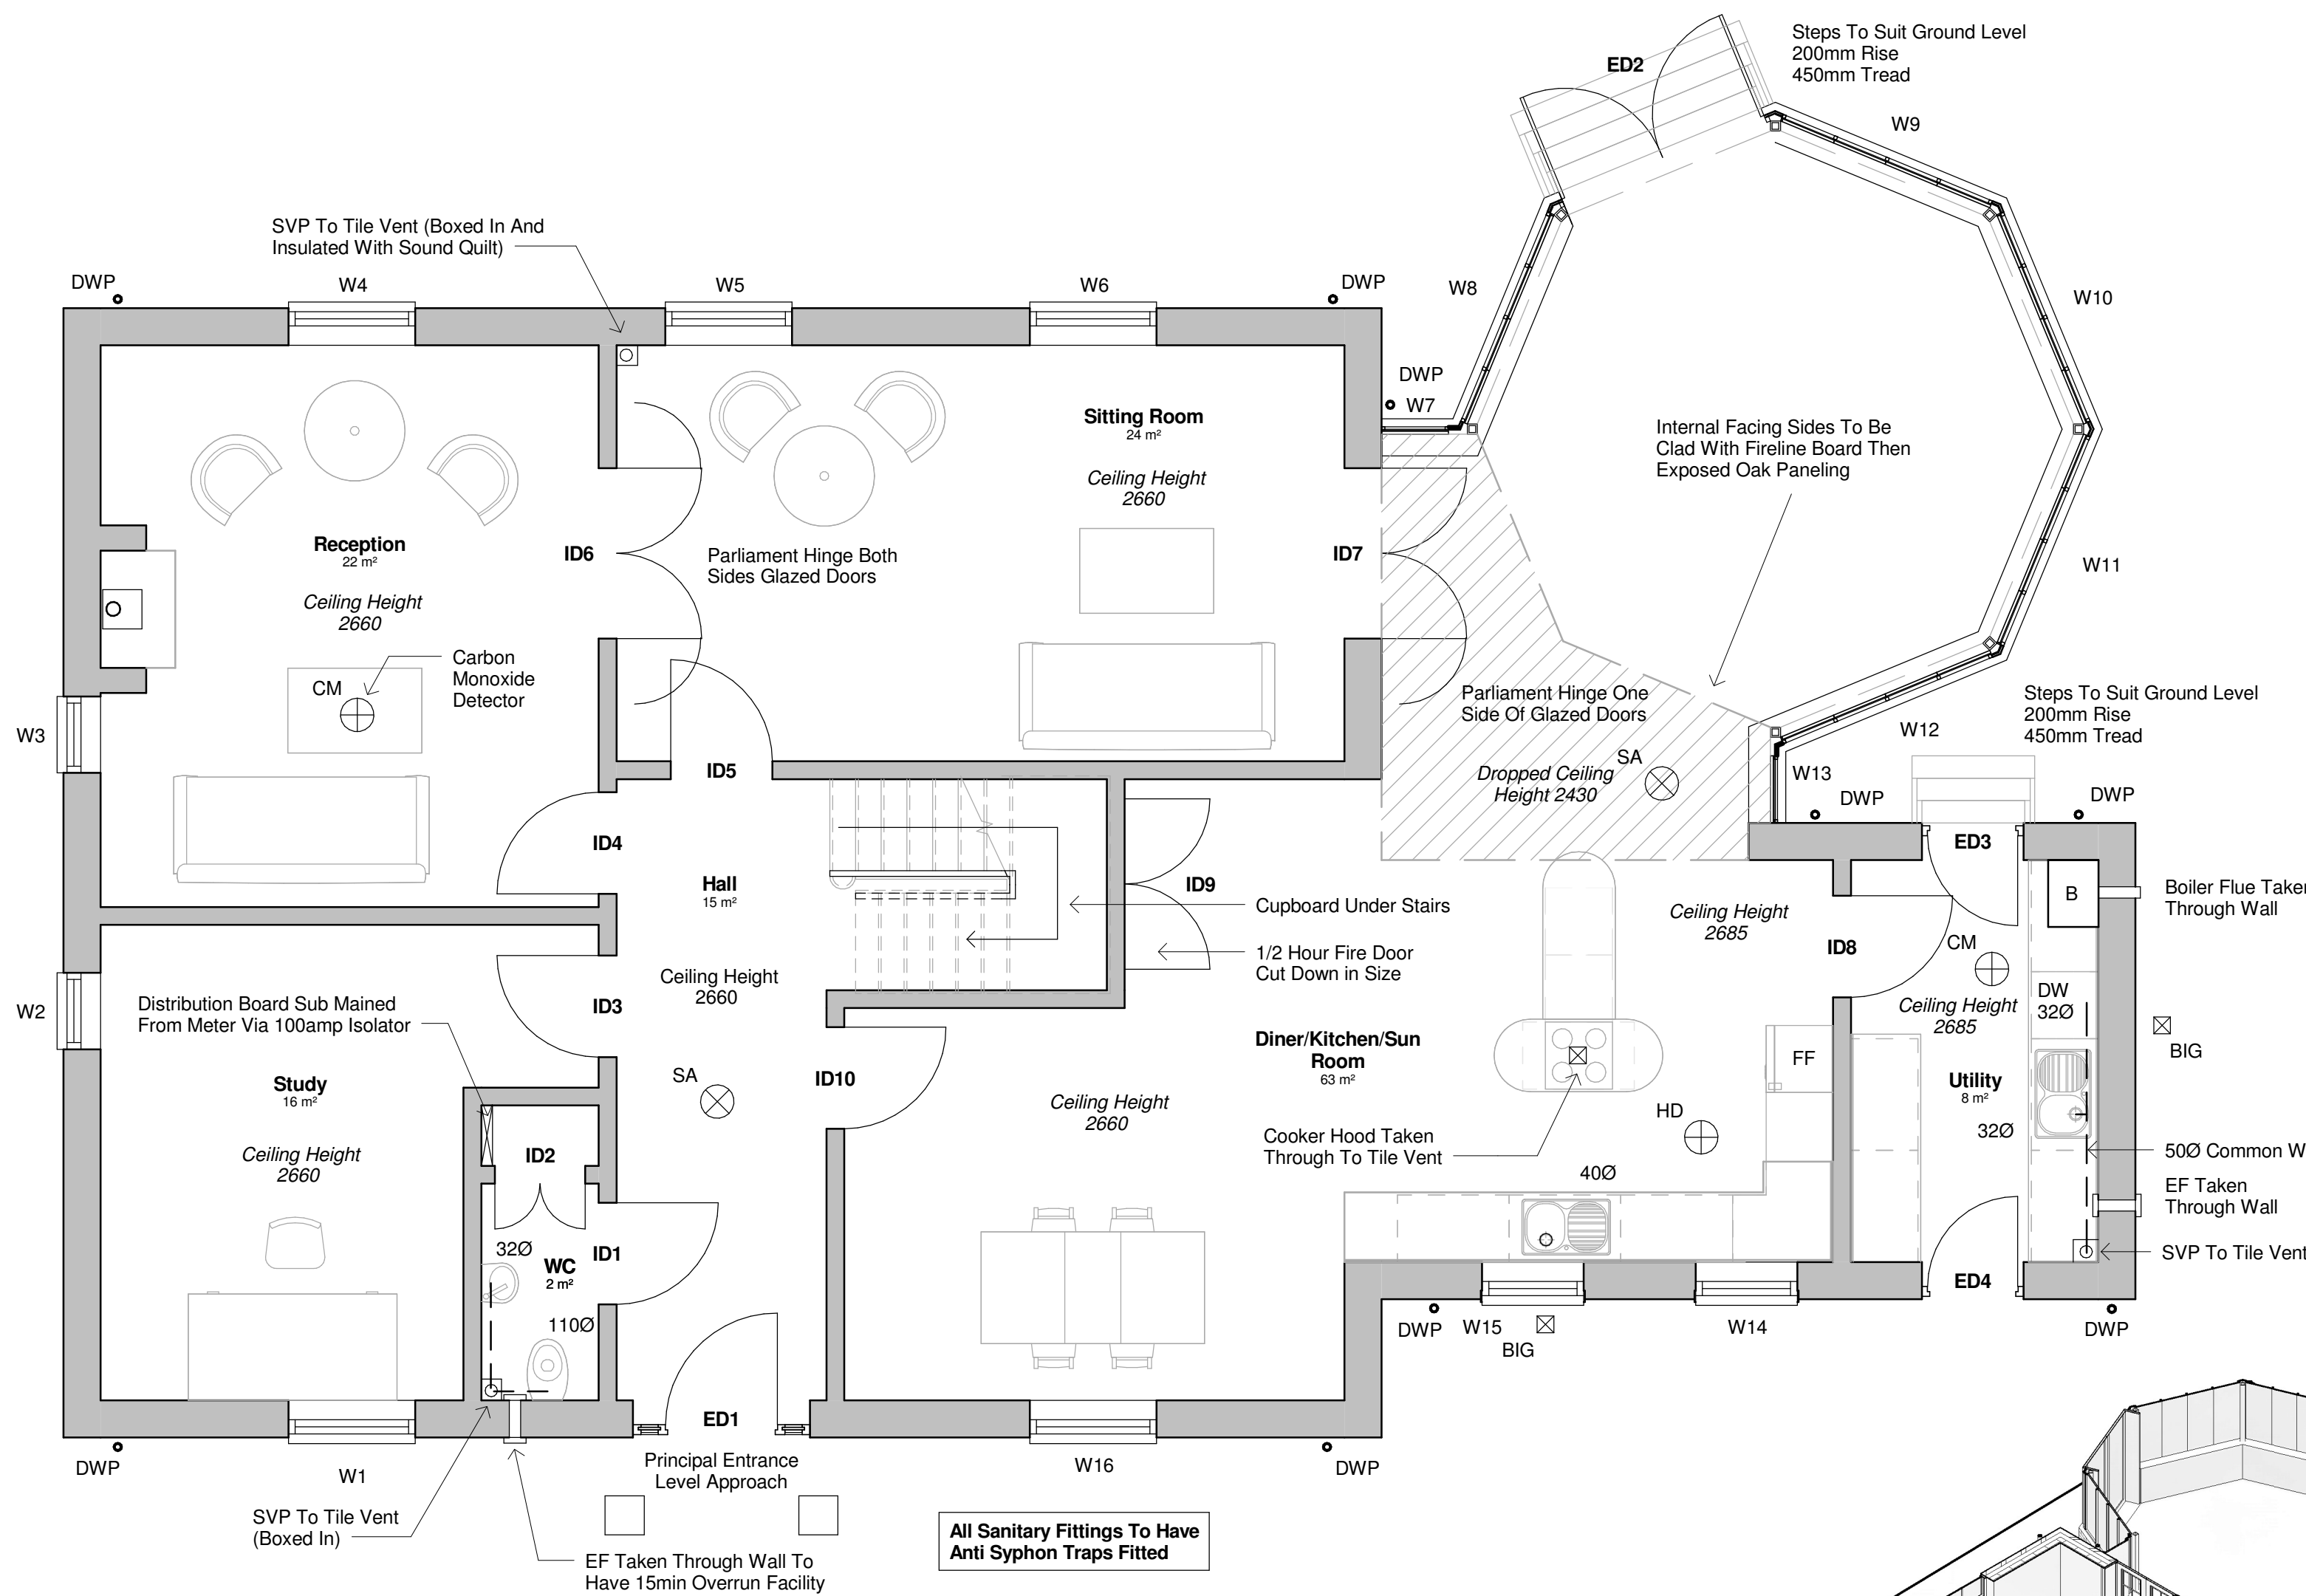 Steps To Suit Ground Level
200mm Rise
450mm Tread
ED2
W9
SVP To Tile Vent (Boxed In And
Insulated With Sound Quilt)
DWP
W4
W5
W6
DWP
W8
W10
DWP
W7
Sitting Room
24 m²
Ceiling Height
2660
Internal Facing Sides To Be
Clad With Fireline Board Then
Exposed Oak Paneling
Reception
22 m²
Ceiling Height
2660
ID6
Parliament Hinge Both
Sides Glazed Doors
ID7
W11
CM
Carbon
Monoxide
Detector
W3
Parliament Hinge One
Side Of Glazed Doors
Steps To Suit Ground Level
200mm Rise
450mm Tread
W12
ID5
SA
Dropped Ceiling
Height 2430
W13
DWP
DWP
ID4
ED3
Hall
15 m²
ID9
Cupboard Under Stairs
Ceiling Height
2685
B
Boiler Flue Taken
Through Wall
ID8
CM
1/2 Hour Fire Door
Cut Down in Size
Ceiling Height
2660
W2
Distribution Board Sub Mained
From Meter Via 100amp Isolator
ID3
DW
32Ø
Ceiling Height
2685
BIG
Diner/Kitchen/Sun
Room
63 m²
FF
Study
16 m²
SA
ID10
Utility
8 m²
Ceiling Height
2660
HD
32Ø
Cooker Hood Taken
Through To Tile Vent
Ceiling Height
2660
ID2
50Ø Common W
40Ø
EF Taken
Through Wall
32Ø
WC
2 m²
ID1
SVP To Tile Vent
ED4
110Ø
DWP
W15
BIG
W14
DWP
ED1
DWP
W1
Principal Entrance
Level Approach
W16
DWP
SVP To Tile Vent
(Boxed In)
All Sanitary Fittings To Have
Anti Syphon Traps Fitted
EF Taken Through Wall To
Have 15min Overrun Facility